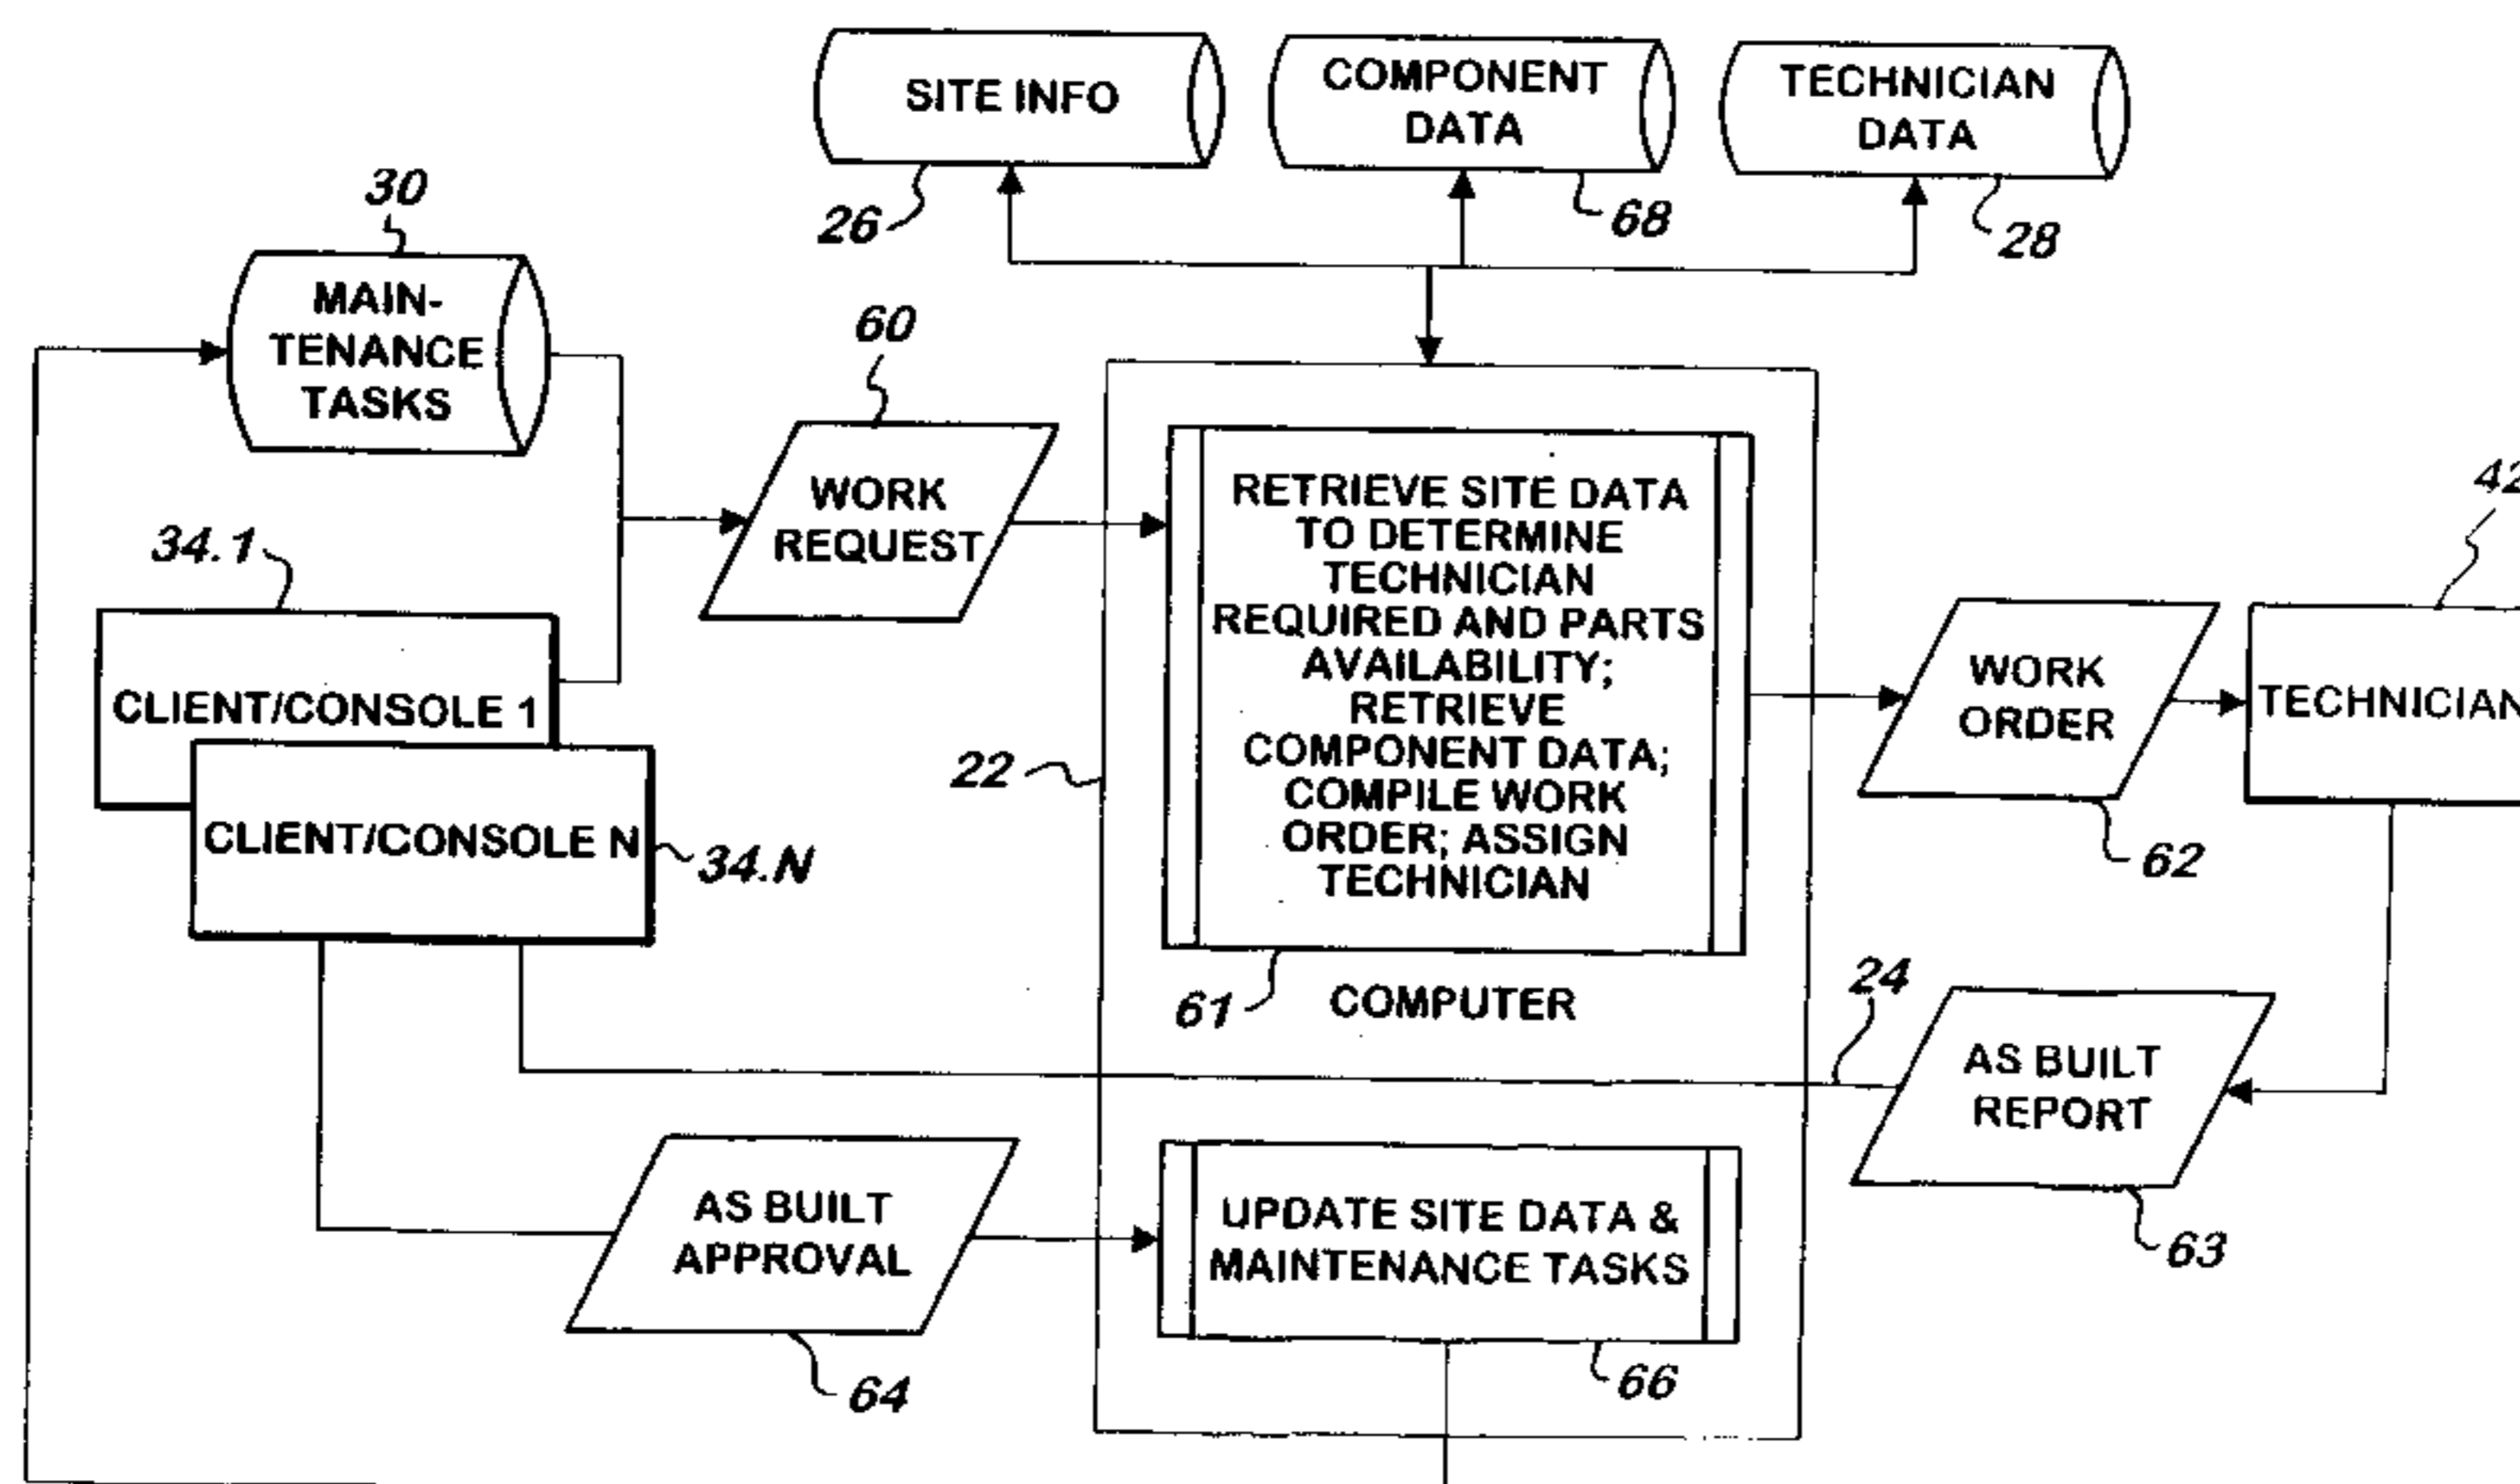 SITE INFO
COMPONENT
DATA
TECHNICIAN
DATA
26
68
28
30
MAIN-
TENANCE
TASKS
60
WORK
REQUEST
34.1
CLIENT/CONSOLE 1
CLIENT/CONSOLE N
34.N
22
RETRIEVE SITE DATA
TO DETERMINE
TECHNICIAN
REQUIRED AND PARTS
AVAILABILITY;
RETRIEVE
COMPONENT DATA;
COMPILE WORK
ORDER; ASSIGN
TECHNICIAN
61
COMPUTER
WORK
ORDER
62
42
TECHNICIAN
24
AS BUILT
REPORT
63
AS BUILT
APPROVAL
64
UPDATE SITE DATA &
MAINTENANCE TASKS
66